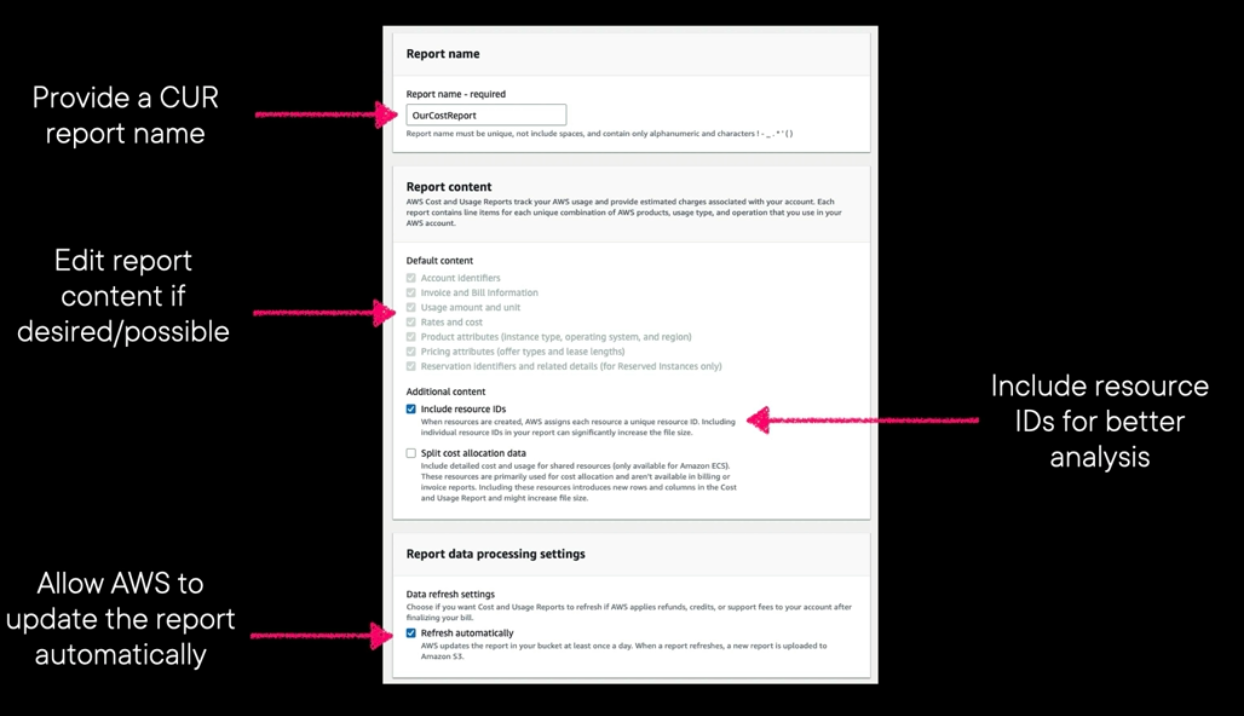 Provide a CUR
report name
Edit report
content if
desired/possible
Allow AWS to
update the report
automatically
Report name
Report name - required
OurCostReport
Report name must be unique, not include spaces, and contain only alphanumeric and characters ! - _ . * ' ( )
Report content
AWS Cost and Usage Reports track your AWS usage and provide estimated charges associated with your account. Each
report contains line items for each unique combination of AWS products, usage type, and operation that you use in your
AWS account.
Default content
Account identifiers
Invoice and Bill Information
Usage amount and unit
Rates and cost
Product attributes (instance type, operating system, and region)
Pricing attributes (offer types and lease lengths)
Reservation identifiers and related details (for Reserved Instances only)
Additional content
Include resource IDs
When resources are created, AWS assigns each resource a unique resource ID. Including
individual resource IDs in your report can significantly increase the file size.
Split cost allocation data
Include detailed cost and usage for shared resources (only available for Amazon ECS).
These resources are primarily used for cost allocation and aren't available in billing or
invoice reports. Including these resources introduces new rows and columns in the Cost
and Usage Report and might increase file size.
Report data processing settings
Data refresh settings
Choose if you want Cost and Usage Reports to refresh if AWS applies refunds, credits, or support fees to your account after
finalizing your bill.
Refresh automatically
AWS updates the report in your bucket at least once a day. When a report refreshes, a new report is uploaded to
Amazon S3.
Include resource
IDs for better
analysis